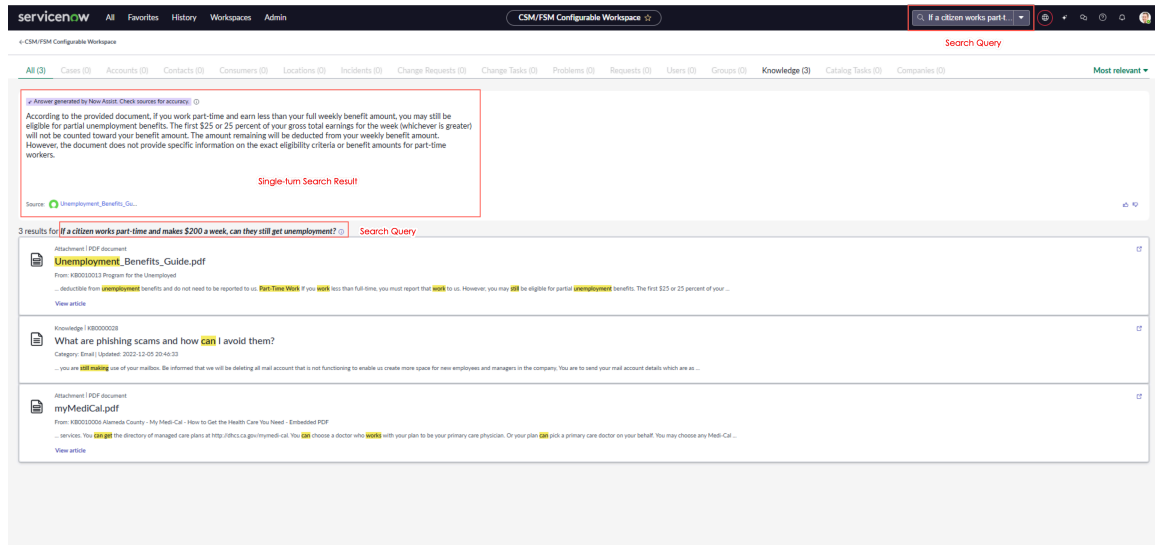 servicenow All Favorites History Workspaces Admin CSM/FSM Configurable Workspace If a citizen works part-t...
Search Query
CSM/FSM Configurable Workspace
All (3) Cases (0) Accounts (0) Contacts (0) Consumers (0) Locations (0) Incidents (0) Change Requests (0) Change Tasks (0) Problems (0) Requests (0) Users (0) Groups (0) Knowledge (3) Catalog Tasks (0) Companies (0) Most relevant
Answer generated by Now Assist. Check sources for accuracy.
According to the provided document, if you work part-time and earn less than your full weekly benefit amount, you may still be
eligible for partial unemployment benefits. The first $25 or 25 percent of your gross total earnings for the week (whichever is greater)
will not be counted toward your benefit amount. The amount remaining will be deducted from your weekly benefit amount.
However, the document does not provide specific information on the exact eligibility criteria or benefit amounts for part-time
workers.
Single-turn Search Result
Source: Unemployment_Benefits_Gu...
3 results for If a citizen works part-time and makes $200 a week, can they still get unemployment? Search Query
Attachment | PDF document
Unemployment_Benefits_Guide.pdf
From: KB0010013 Program for the Unemployed
... deductible from unemployment benefits and do not need to be reported to us. Part-Time Work If you work less than full-time, you must report that work to us. However, you may still be eligible for partial unemployment benefits. The first $25 or 25 percent of your ...
View article
Knowledge | KB0000028
What are phishing scams and how can I avoid them?
Category: Email | Updated: 2022-12-05 20:46:33
... you are still making use of your mailbox. Be informed that we will be deleting all mail account that is not functioning to enable us create more space for new employees and managers in the company, You are to send your mail account details which are as ...
Attachment | PDF document
myMediCal.pdf
From: KB0010006 Alameda County - My Medi-Cal - How to Get the Health Care You Need - Embedded PDF
... services. You can get the directory of managed care plans at http://dhcs.ca.gov/mymedi-cal. You can choose a doctor who works with your plan to be your primary care physician. Or your plan can pick a primary care doctor on your behalf. You may choose any Medi-Cal ...
View article